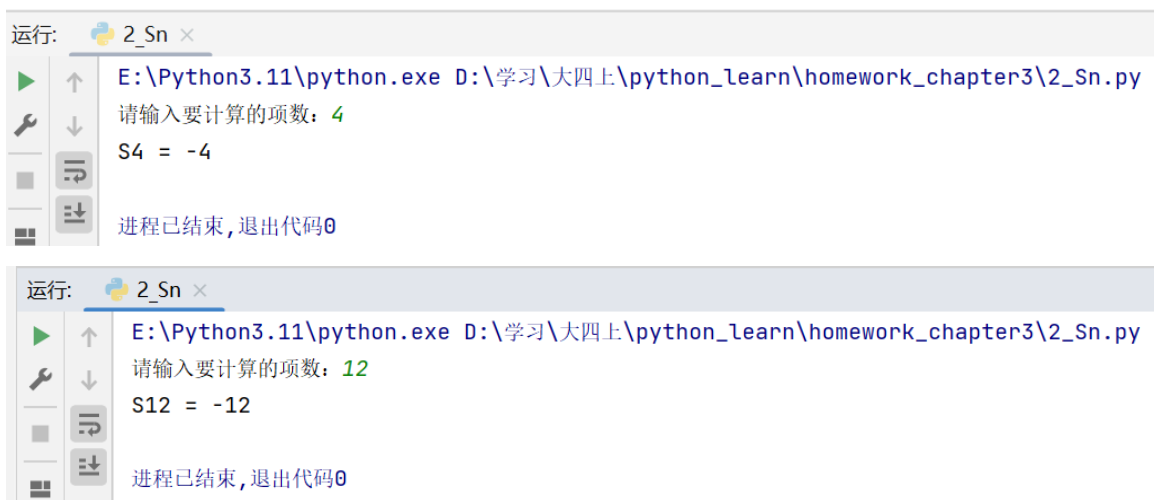 运行: 2_Sn ×
E:\Python3.11\python.exe D:\学习\大四上\python_learn\homework_chapter3\2_Sn.py
请输入要计算的项数：4
S4 = -4
进程已结束,退出代码0
运行: 2_Sn ×
E:\Python3.11\python.exe D:\学习\大四上\python_learn\homework_chapter3\2_Sn.py
请输入要计算的项数：12
S12 = -12
进程已结束,退出代码0